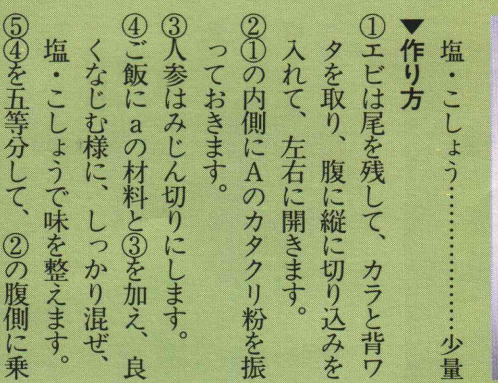 塩・こしょう………………少量
▼作り方
①エビは尾を残して、カラと背ワ
タを取り、腹に縦に切り込みを
入れて、左右に開きます。
②①の内側にAのカタクリ粉を振
っておきます。
③人参はみじん切りにします。
④ご飯にaの材料と③を加え、良
くなじむ様に、しっかり混ぜ、
塩・こしょうで味を整えます。
⑤④を五等分して、②の腹側に乗